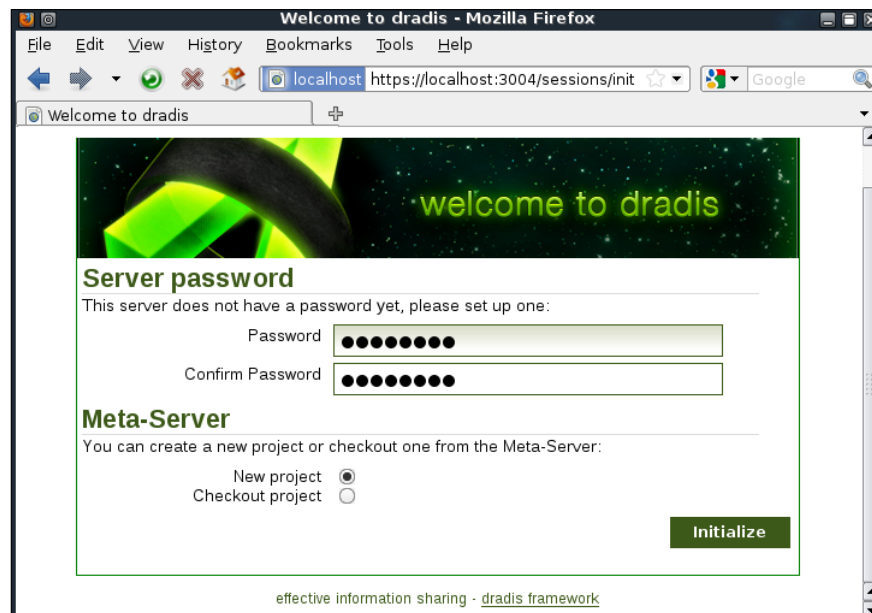 Welcome to dradis - Mozilla Firefox
File Edit View History Bookmarks Tools Help
localhost https://localhost:3004/sessions/init Google
Welcome to dradis
welcome to dradis
Server password
This server does not have a password yet, please set up one:
Password ●●●●●●●●
Confirm Password ●●●●●●●●
Meta-Server
You can create a new project or checkout one from the Meta-Server:
New project
Checkout project
Initialize
effective information sharing - dradis framework